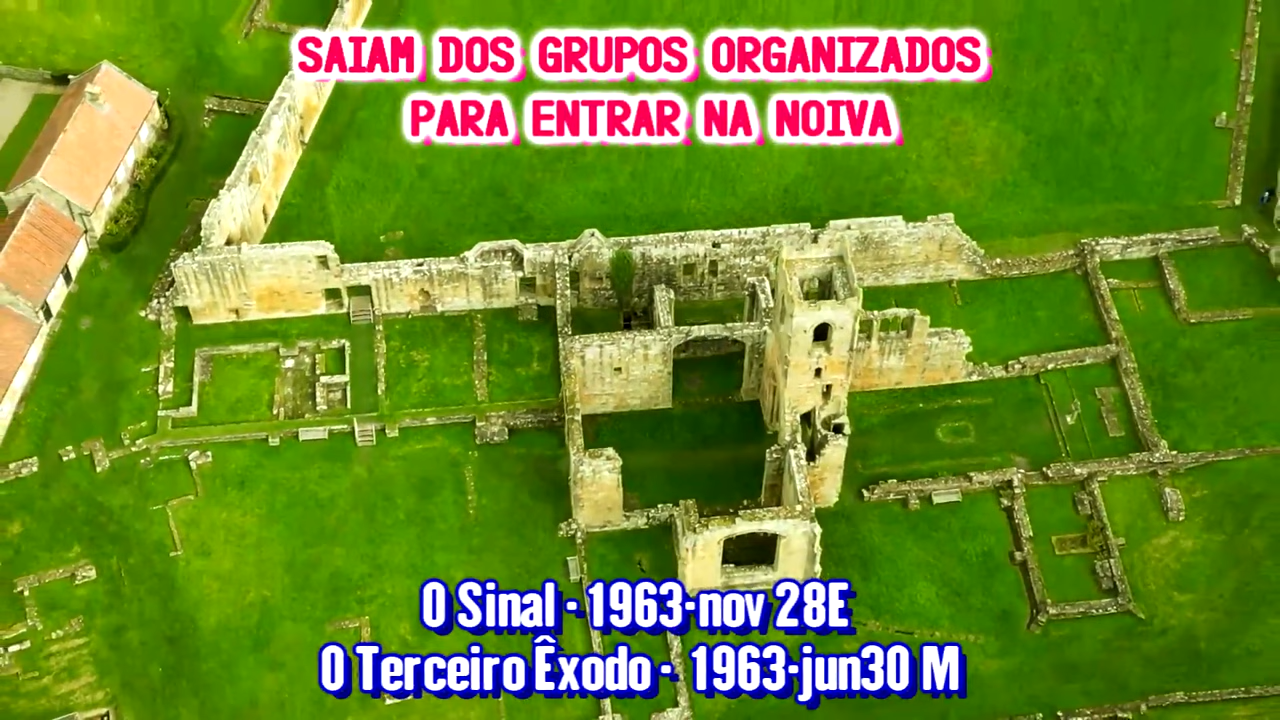 SAIAM DOS GRUPOS ORGANIZADOS
PARA ENTRAR NA NOIVA
O Sinal - 1963-nov 28E
O Terceiro Êxodo - 1963-jun30 M